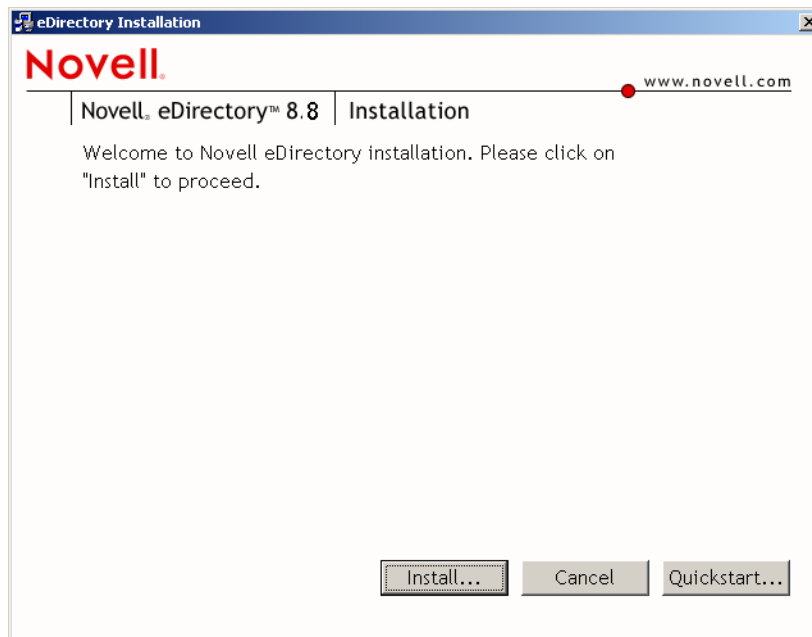 eDirectory Installation
Novell.
www.novell.com
Novell® eDirectory™ 8.8 Installation
Welcome to Novell eDirectory installation. Please click on
"Install" to proceed.
Install... Cancel Quickstart...